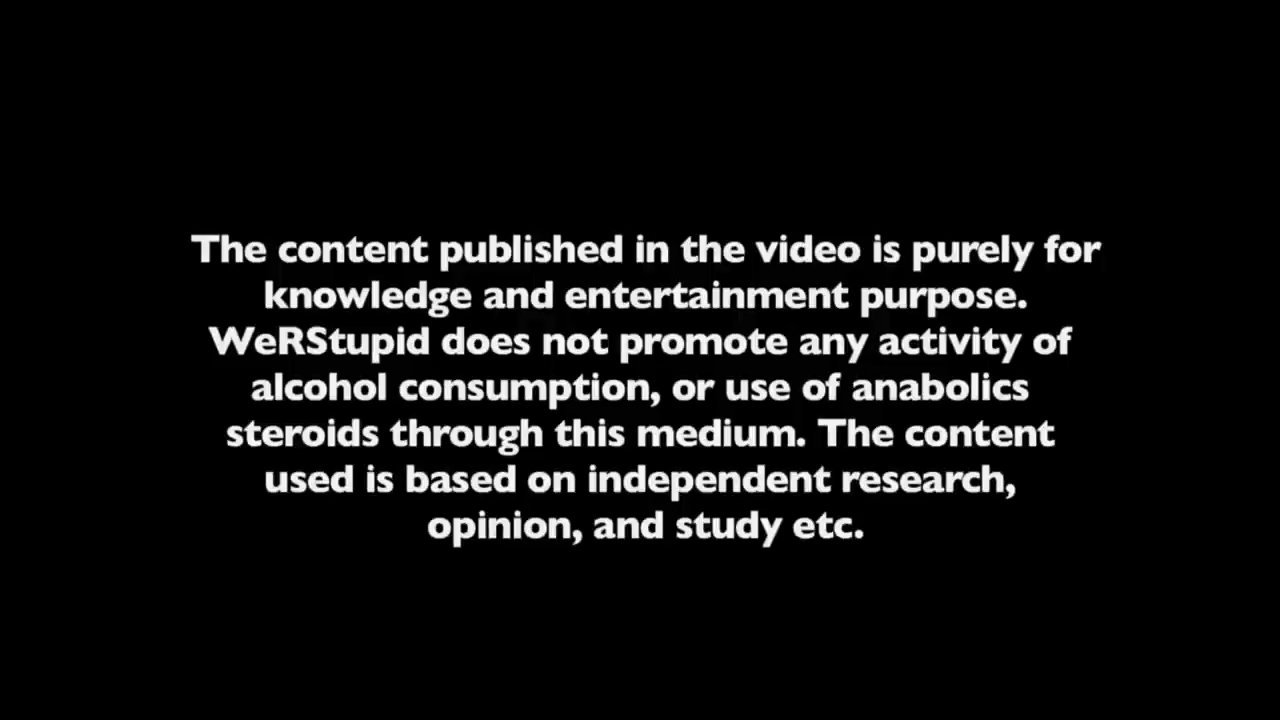 The content published in the video is purely for
knowledge and entertainment purpose.
WeRStupid does not promote any activity of
alcohol consumption, or use of anabolics
steroids through this medium. The content
used is based on independent research,
opinion, and study etc.